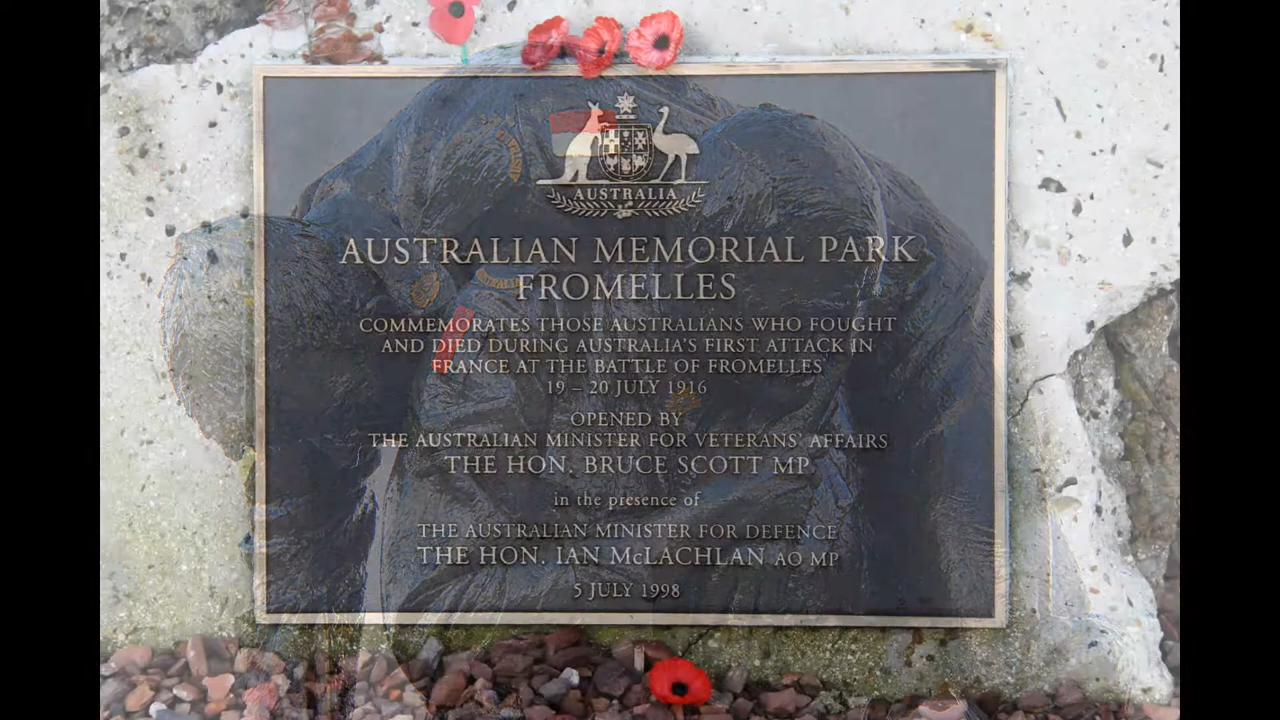 AUSTRALIA
AUSTRALIAN MEMORIAL PARK
FROMELLES
COMMEMORATES THOSE AUSTRALIANS WHO FOUGHT
AND DIED DURING AUSTRALIA'S FIRST ATTACK IN
FRANCE AT THE BATTLE OF FROMELLES
19 – 20 JULY 1916
OPENED BY
THE AUSTRALIAN MINISTER FOR VETERANS' AFFAIRS
THE HON. BRUCE SCOTT MP
in the presence of
THE AUSTRALIAN MINISTER FOR DEFENCE
THE HON. IAN McLACHLAN AO MP
5 JULY 1998